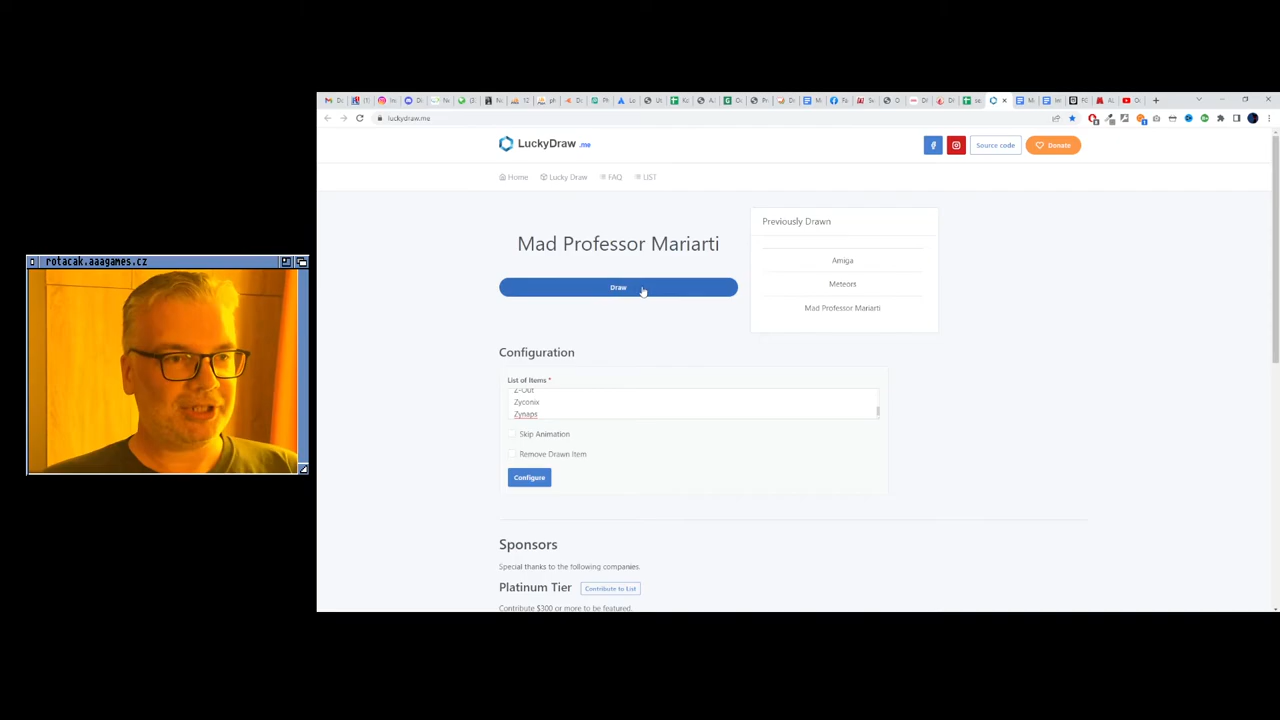 luckydraw.me
LuckyDraw .me
Source code
Donate
Home
Lucky Draw
FAQ
LIST
Mad Professor Mariarti
Draw
Previously Drawn
Amiga
Meteors
Mad Professor Mariarti
rotacak.aaagames.cz
Configuration
List of Items *
Z-Out
Zyconix
Zynaps
Skip Animation
Remove Drawn Item
Configure
Sponsors
Special thanks to the following companies.
Platinum Tier
Contribute to List
Contribute $300 or more to be featured.